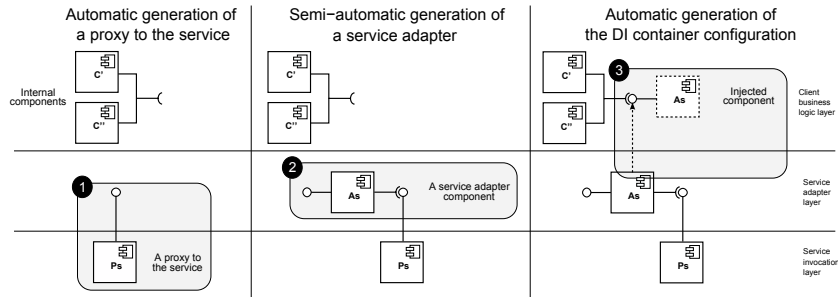 Automatic generation of
a proxy to the service
Semi−automatic generation of
a service adapter
Automatic generation of
the DI container configuration
Internal
components
C'
C''
C'
C''
3
C'
C''
As
Injected
component
Client
business
logic layer
1
2
As
A service adapter
component
As
Service
adapter
layer
Ps
A proxy to
the service
Ps
Ps
Service
invocation
layer